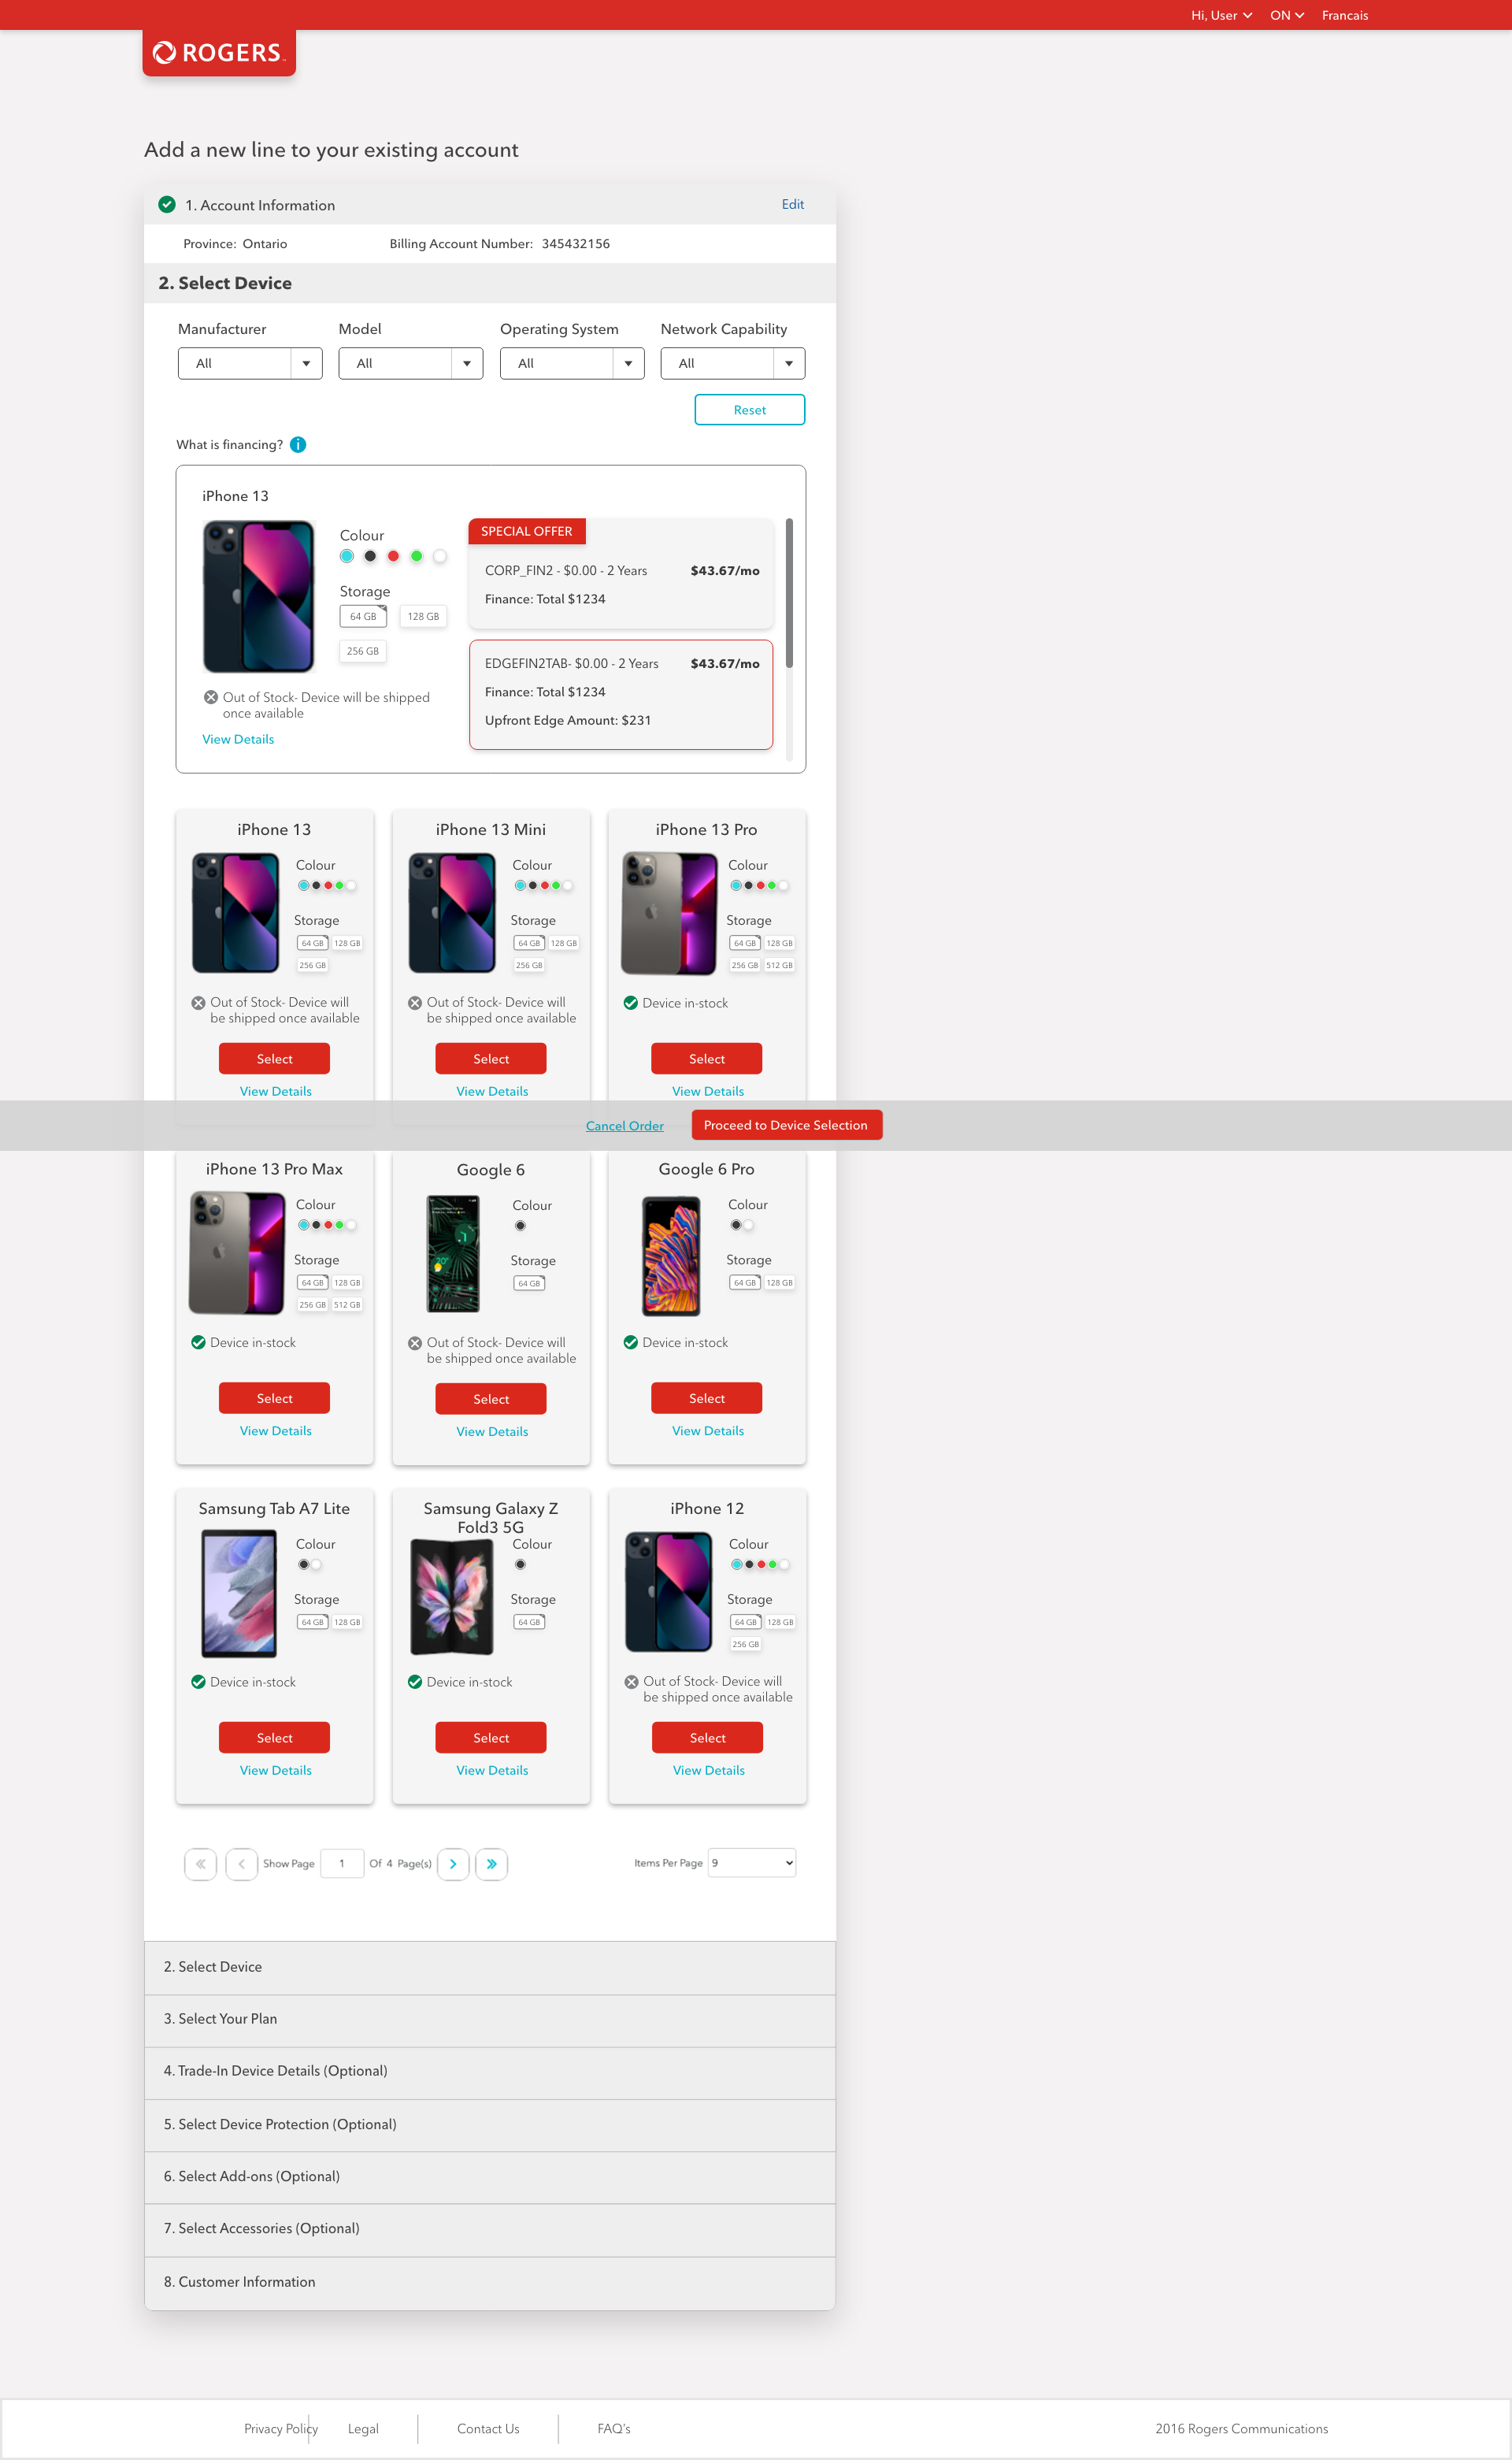 Hi, User
ON
Francais
ROGERS
Add a new line to your existing account
1. Account Information
Edit
Province: Ontario
Billing Account Number: 345432156
2. Select Device
Manufacturer
Model
Operating System
Network Capability
All
All
All
All
Reset
What is financing?
iPhone 13
Colour
Storage
64 GB
128 GB
256 GB
Out of Stock- Device will be shipped
once available
View Details
SPECIAL OFFER
CORP_FIN2 - $0.00 - 2 Years
$43.67/mo
Finance: Total $1234
EDGEFIN2TAB- $0.00 - 2 Years
$43.67/mo
Finance: Total $1234
Upfront Edge Amount: $231
iPhone 13
Colour
Storage
64 GB
128 GB
256 GB
Out of Stock- Device will
be shipped once available
Select
View Details
iPhone 13 Mini
Colour
Storage
64 GB
128 GB
256 GB
Out of Stock- Device will
be shipped once available
Select
View Details
iPhone 13 Pro
Colour
Storage
64 GB
128 GB
256 GB
512 GB
Device in-stock
Select
View Details
Cancel Order
Proceed to Device Selection
iPhone 13 Pro Max
Colour
Storage
64 GB
128 GB
256 GB
512 GB
Device in-stock
Select
View Details
Google 6
Colour
Storage
64 GB
Out of Stock- Device will
be shipped once available
Select
View Details
Google 6 Pro
Colour
Storage
64 GB
128 GB
Device in-stock
Select
View Details
Samsung Tab A7 Lite
Colour
Storage
64 GB
128 GB
Device in-stock
Select
View Details
Samsung Galaxy Z
Fold3 5G
Colour
Storage
64 GB
Device in-stock
Select
View Details
iPhone 12
Colour
Storage
64 GB
128 GB
256 GB
Out of Stock- Device will
be shipped once available
Select
View Details
Show Page
1
Of 4 Page(s)
Items Per Page
9
2. Select Device
3. Select Your Plan
4. Trade-In Device Details (Optional)
5. Select Device Protection (Optional)
6. Select Add-ons (Optional)
7. Select Accessories (Optional)
8. Customer Information
Privacy Policy
Legal
Contact Us
FAQ's
2016 Rogers Communications